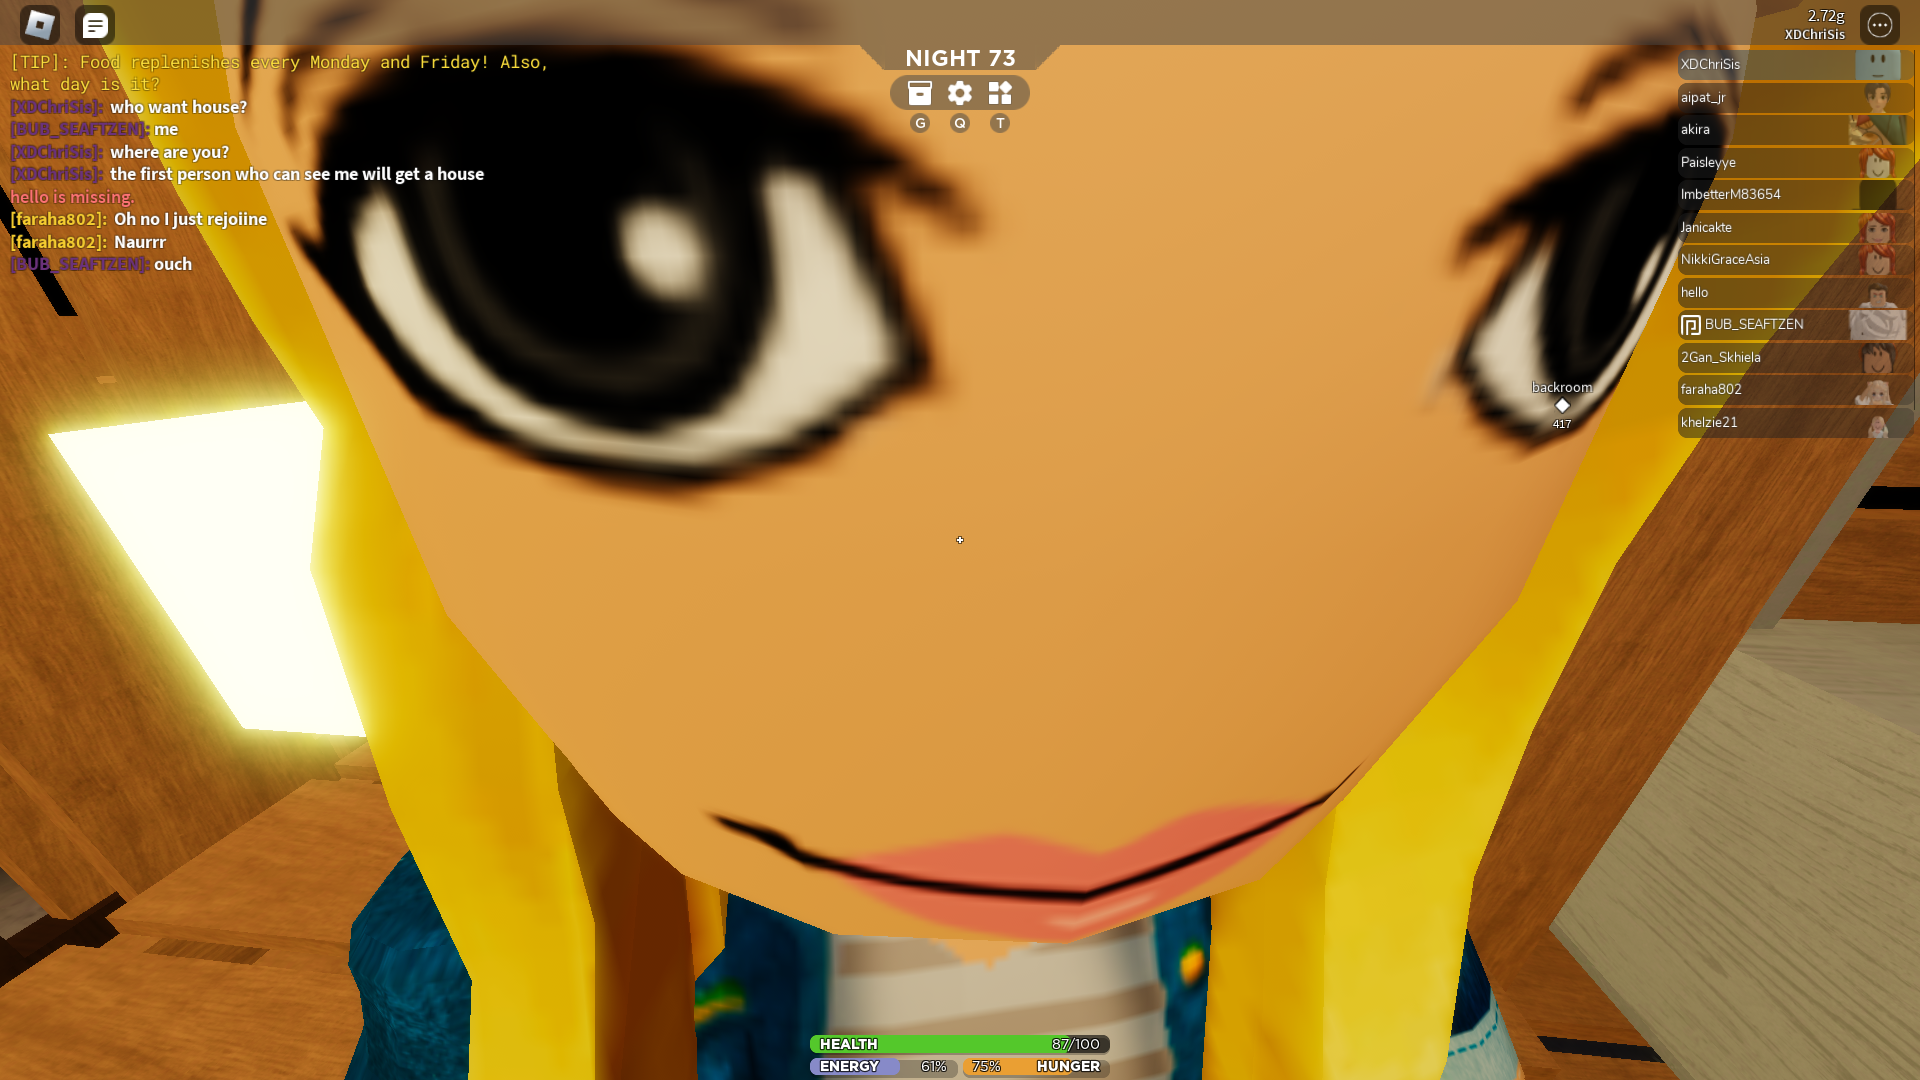 2.72g
XDChriSis
NIGHT 73
G Q T
[TIP]: Food replenishes every Monday and Friday! Also,
what day is it?
[XDChriSis]: who want house?
[BUB_SEAFTZEN]: me
[XDChriSis]: where are you?
[XDChriSis]: the first person who can see me will get a house
hello is missing.
[faraha802]: Oh no I just rejoiine
[faraha802]: Naurrr
[BUB_SEAFTZEN]: ouch
XDChriSis
aipat_jr
akira
Paisleyye
ImbetterM83654
Janicakte
NikkiGraceAsia
hello
BUB_SEAFTZEN
2Gan_Skhiela
faraha802
khelzie21
backroom
417
HEALTH 87/100
ENERGY 61% 75% HUNGER